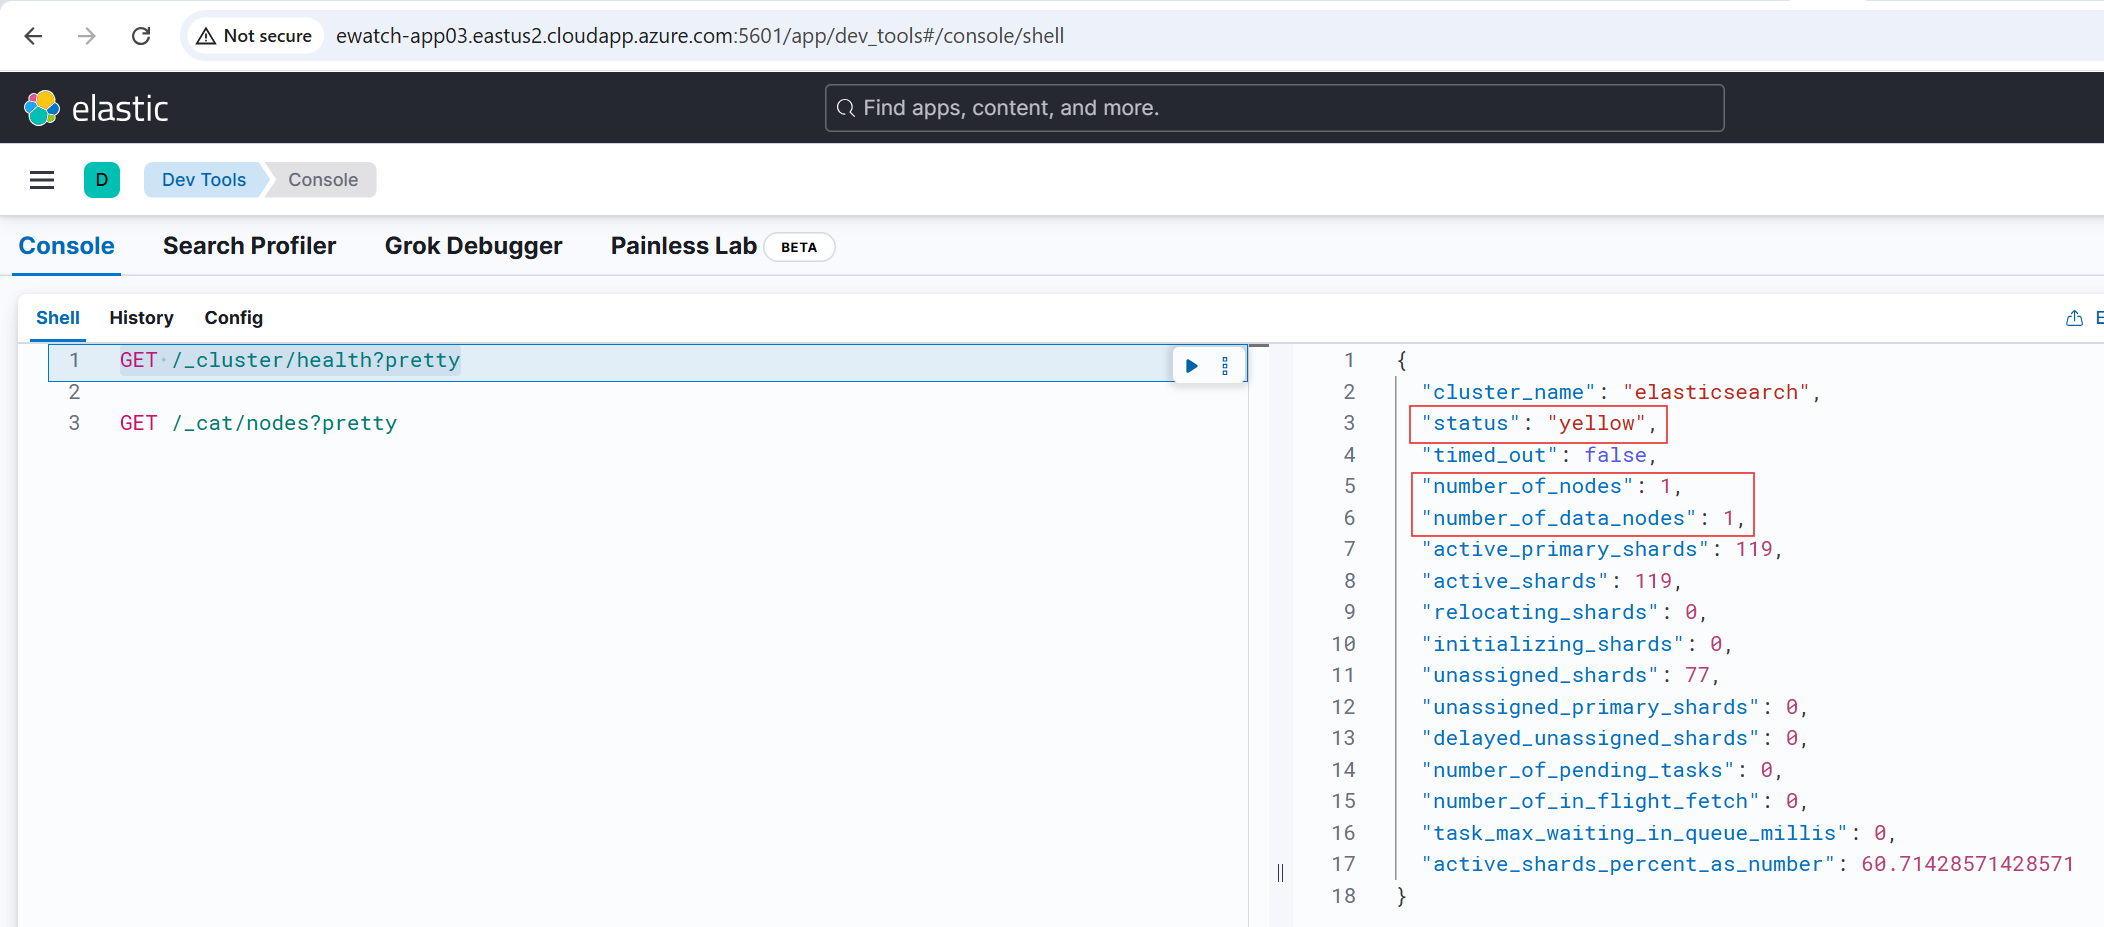 Not secure ewatch-app03.eastus2.cloudapp.azure.com:5601/app/dev_tools#/console/shell
elastic
Find apps, content, and more.
D
Dev Tools
Console
Console
Search Profiler
Grok Debugger
Painless Lab
BETA
Shell
History
Config
E
1 GET /_cluster/health?pretty
2
3 GET /_cat/nodes?pretty
1 {
2 "cluster_name": "elasticsearch",
3 "status": "yellow",
4 "timed_out": false,
5 "number_of_nodes": 1,
6 "number_of_data_nodes": 1,
7 "active_primary_shards": 119,
8 "active_shards": 119,
9 "relocating_shards": 0,
10 "initializing_shards": 0,
11 "unassigned_shards": 77,
12 "unassigned_primary_shards": 0,
13 "delayed_unassigned_shards": 0,
14 "number_of_pending_tasks": 0,
15 "number_of_in_flight_fetch": 0,
16 "task_max_waiting_in_queue_millis": 0,
17 "active_shards_percent_as_number": 60.71428571428571
18 }